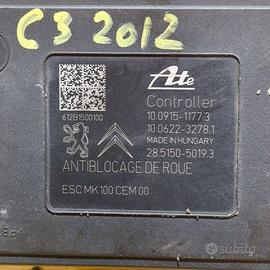 C3 2012
Ate
Controller
612B1500100
10.0915-1177.3
10.0622-3278.1
MADE IN HUNGARY
28.5150-5019.3
ANTIBLOCAGE DE ROUE
ESC MK100 CEM 00
subito